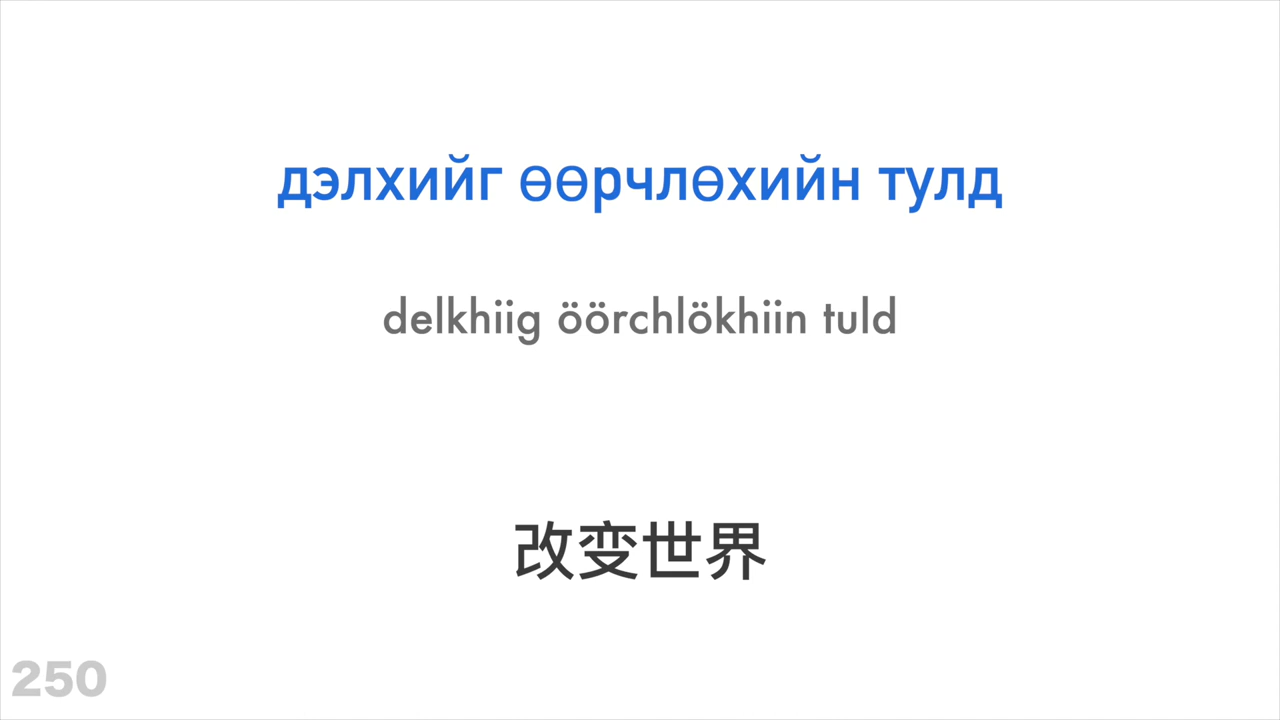 дэлхийг өөрчлөхийн тулд
delkhiig öörchlökhiin tuld
改变世界
250